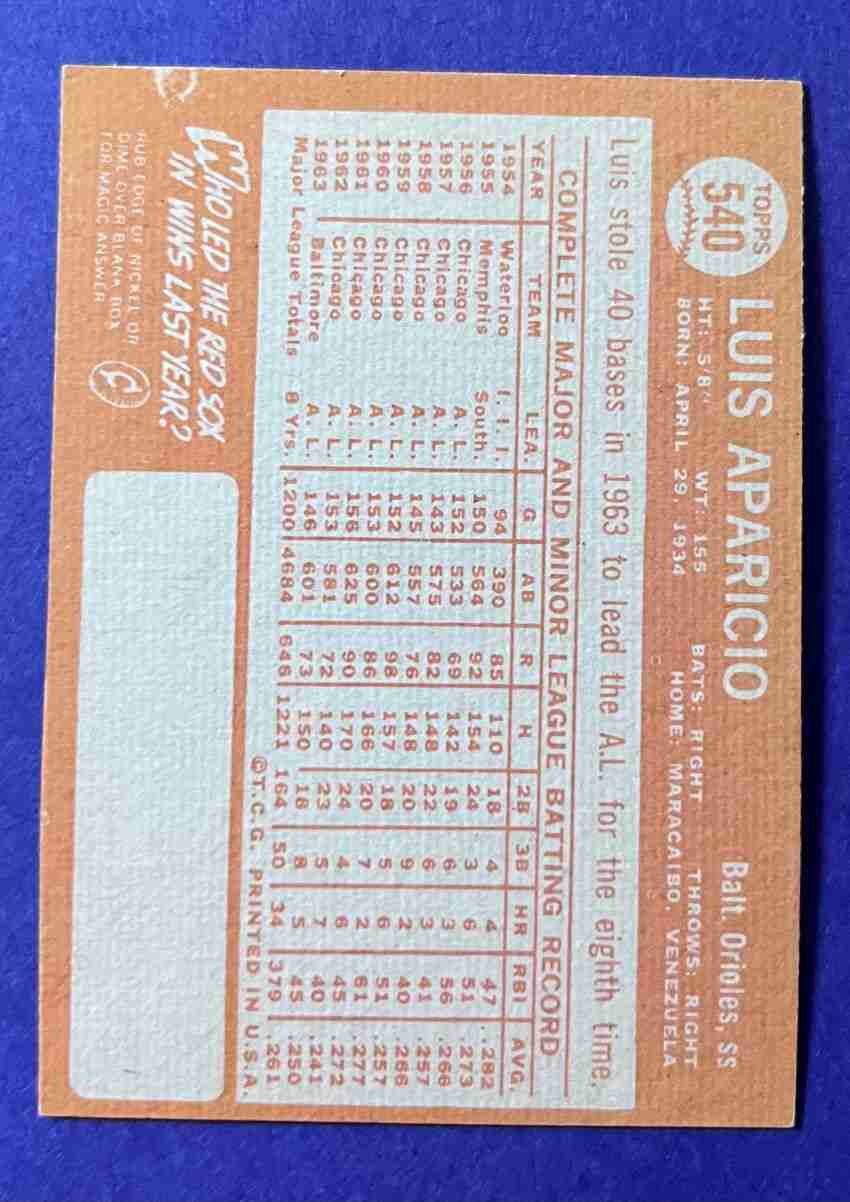 TOPPS
540
LUIS APARICIO
Balt. Orioles, SS
HT: 5'8" WT: 155 BATS: RIGHT THROWS: RIGHT
BORN: APRIL 29, 1934 HOME: MARACAIBO, VENEZUELA
Luis stole 40 bases in 1963 to lead the A.L. for the eighth time.
COMPLETE MAJOR AND MINOR LEAGUE BATTING RECORD
YEAR TEAM LEA. G AB R H 2B 3B HR RBI AVG.
1954 Waterloo I. I. I. 94 390 85 110 18 4 4 47 .282
1955 Memphis South. 150 564 92 154 24 3 6 51 .273
1956 Chicago A. L. 152 533 69 142 19 6 3 56 .266
1957 Chicago A. L. 143 575 82 148 22 6 3 41 .257
1958 Chicago A. L. 145 557 76 148 20 9 2 40 .266
1959 Chicago A. L. 152 612 98 157 18 5 6 51 .257
1960 Chicago A. L. 153 600 86 166 20 7 2 61 .277
1961 Chicago A. L. 156 625 90 170 24 4 6 45 .272
1962 Chicago A. L. 153 581 72 140 23 5 7 40 .241
1963 Baltimore A. L. 146 601 73 150 18 8 5 45 .250
Major League Totals 8 Yrs. 1200 4684 646 1221 164 50 34 379 .261
©T.C.G. PRINTED IN U.S.A.
WHO LED THE RED SOX
IN WINS LAST YEAR?
RUB EDGE OF NICKEL OR
DIME OVER BLANK BOX
FOR MAGIC ANSWER